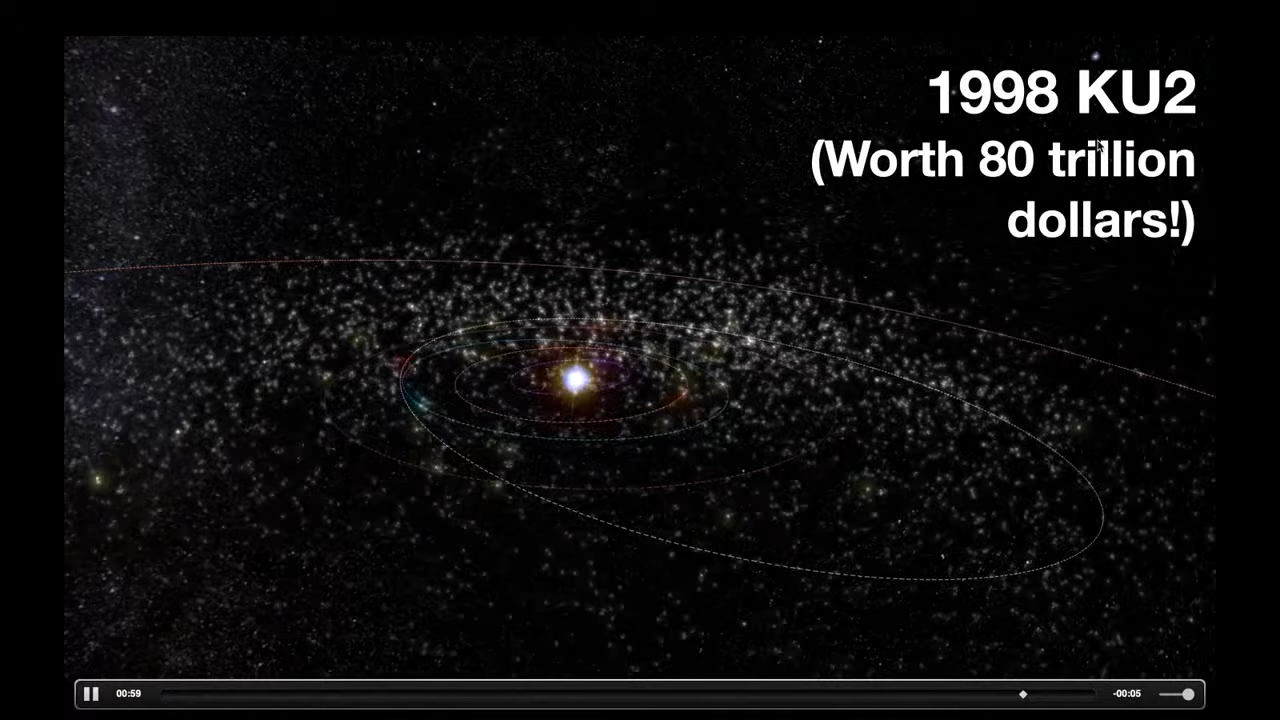 1998 KU2
(Worth 80 trillion
dollars!)
00:59
-00:05